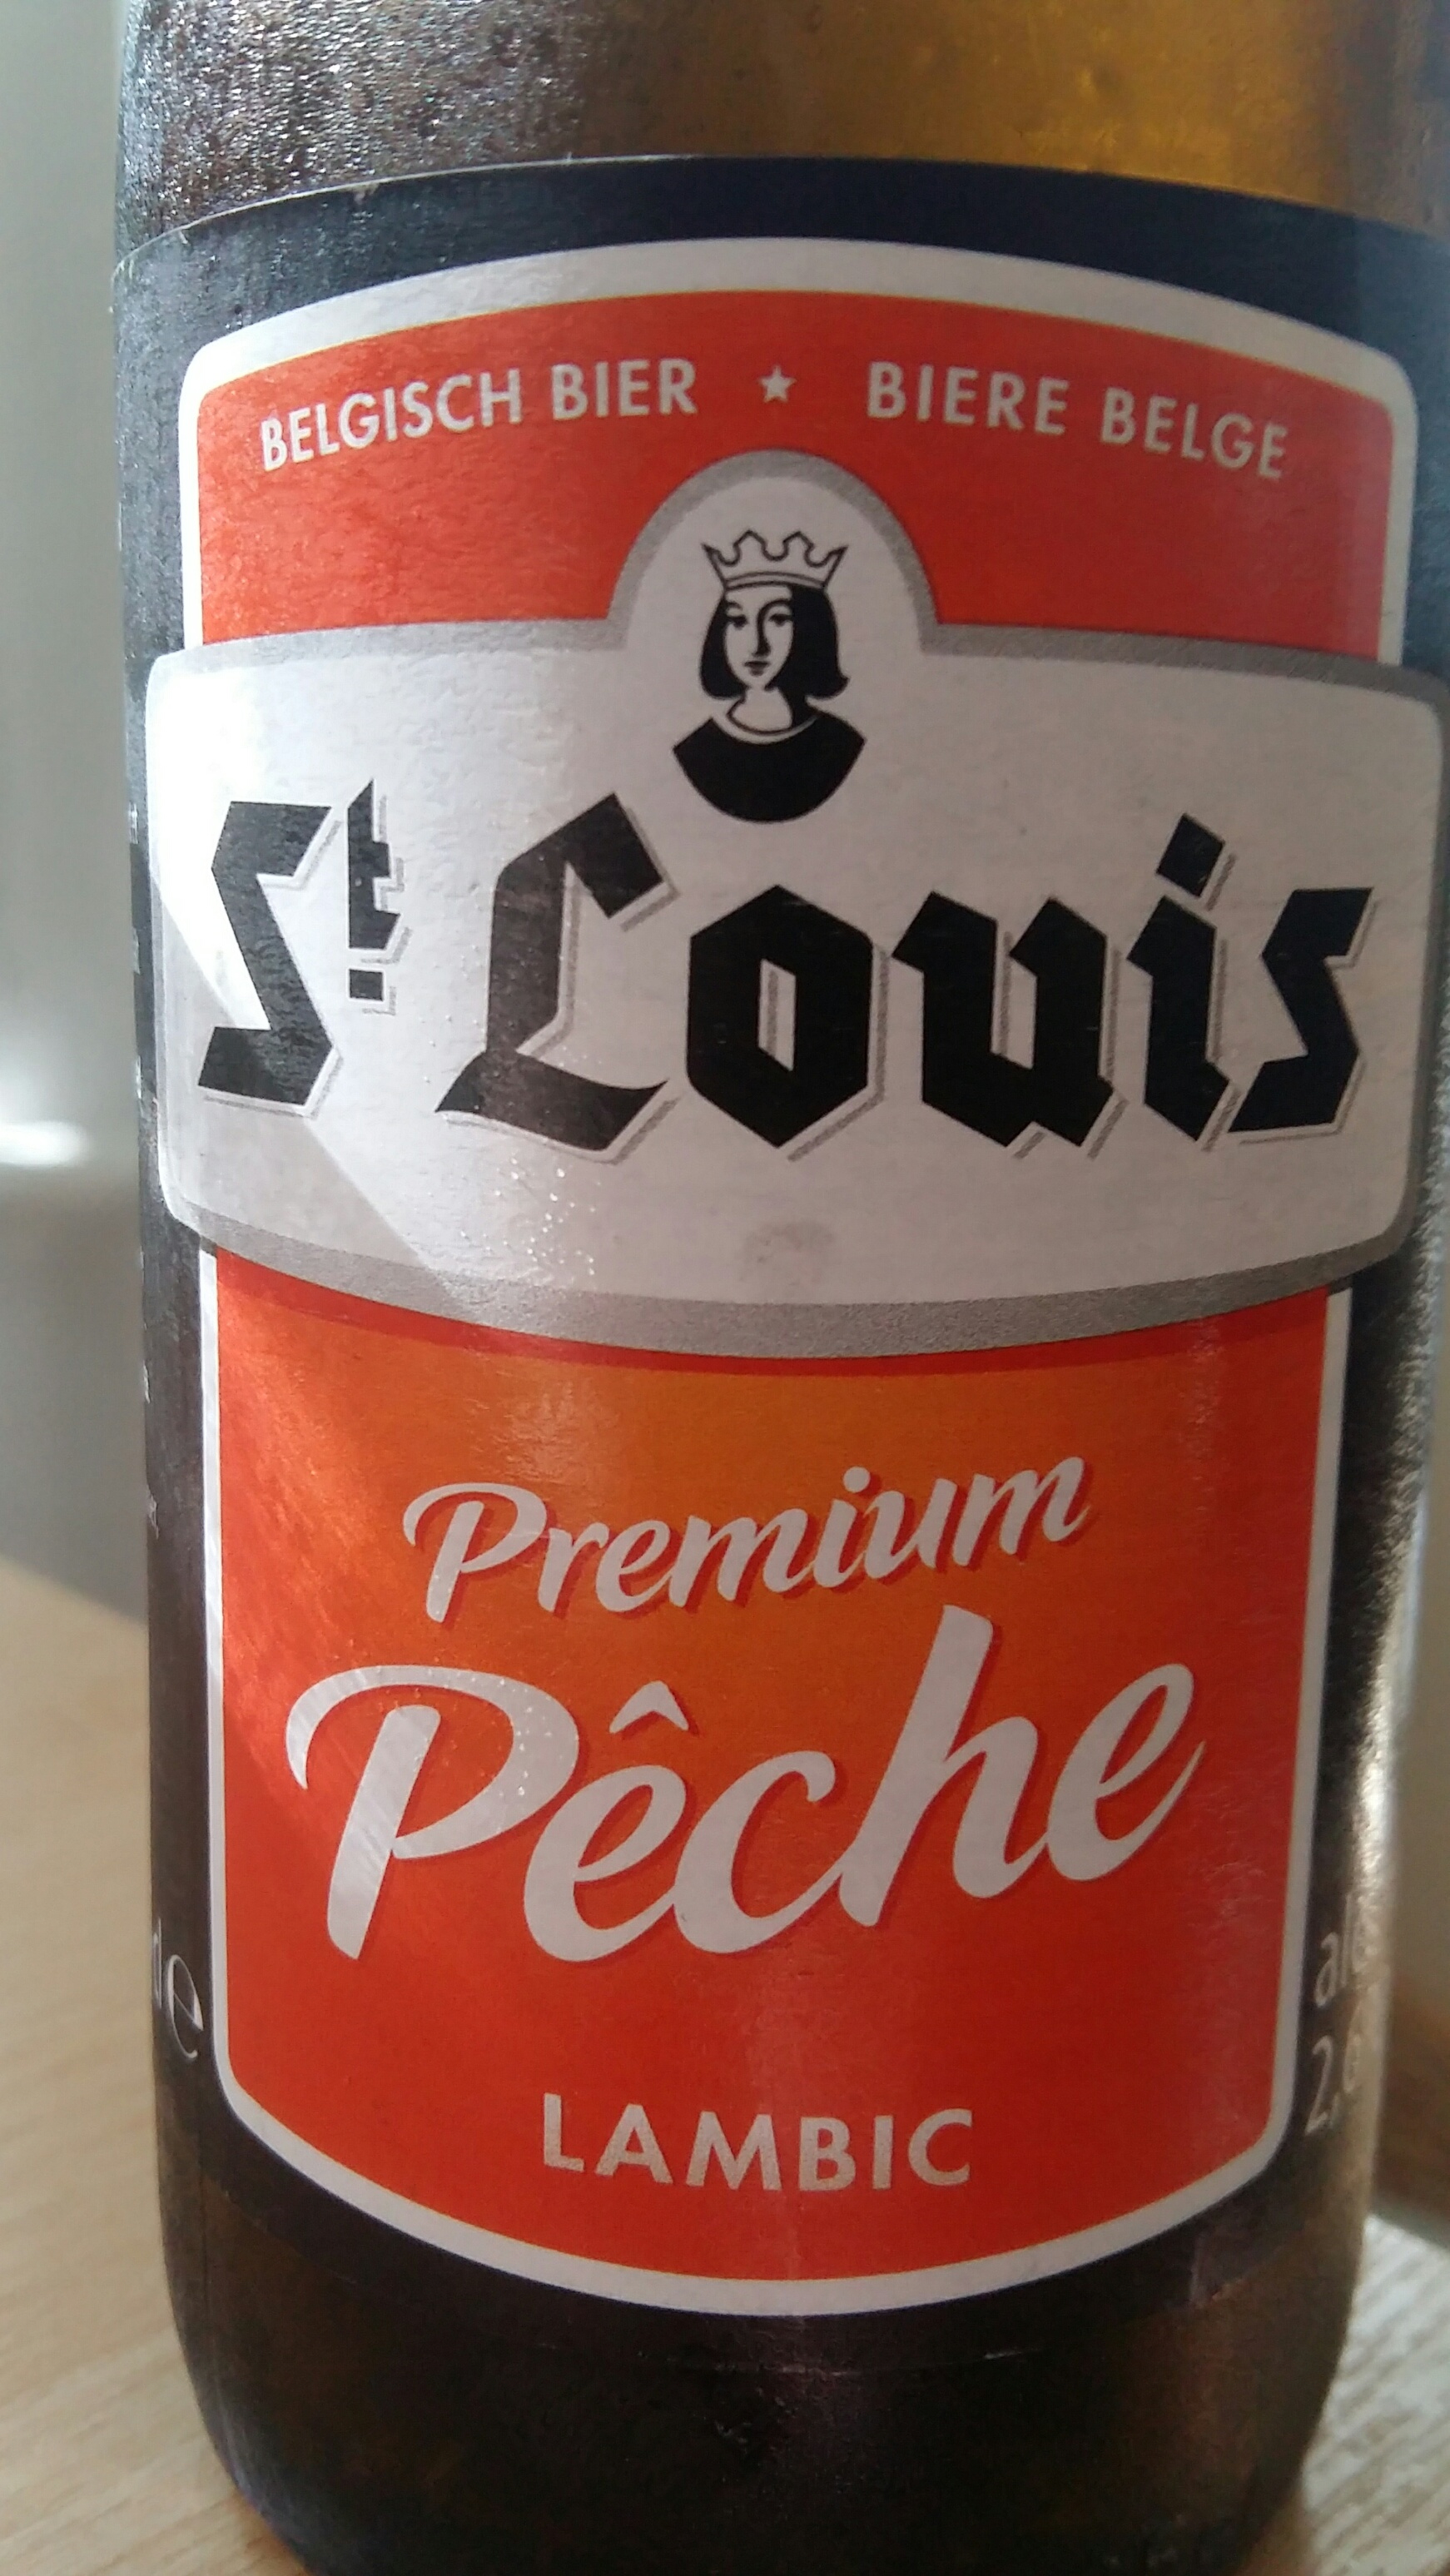 BELGISCH BIER ★ BIERE BELGE
St. Louis
Premium
Pêche
LAMBIC